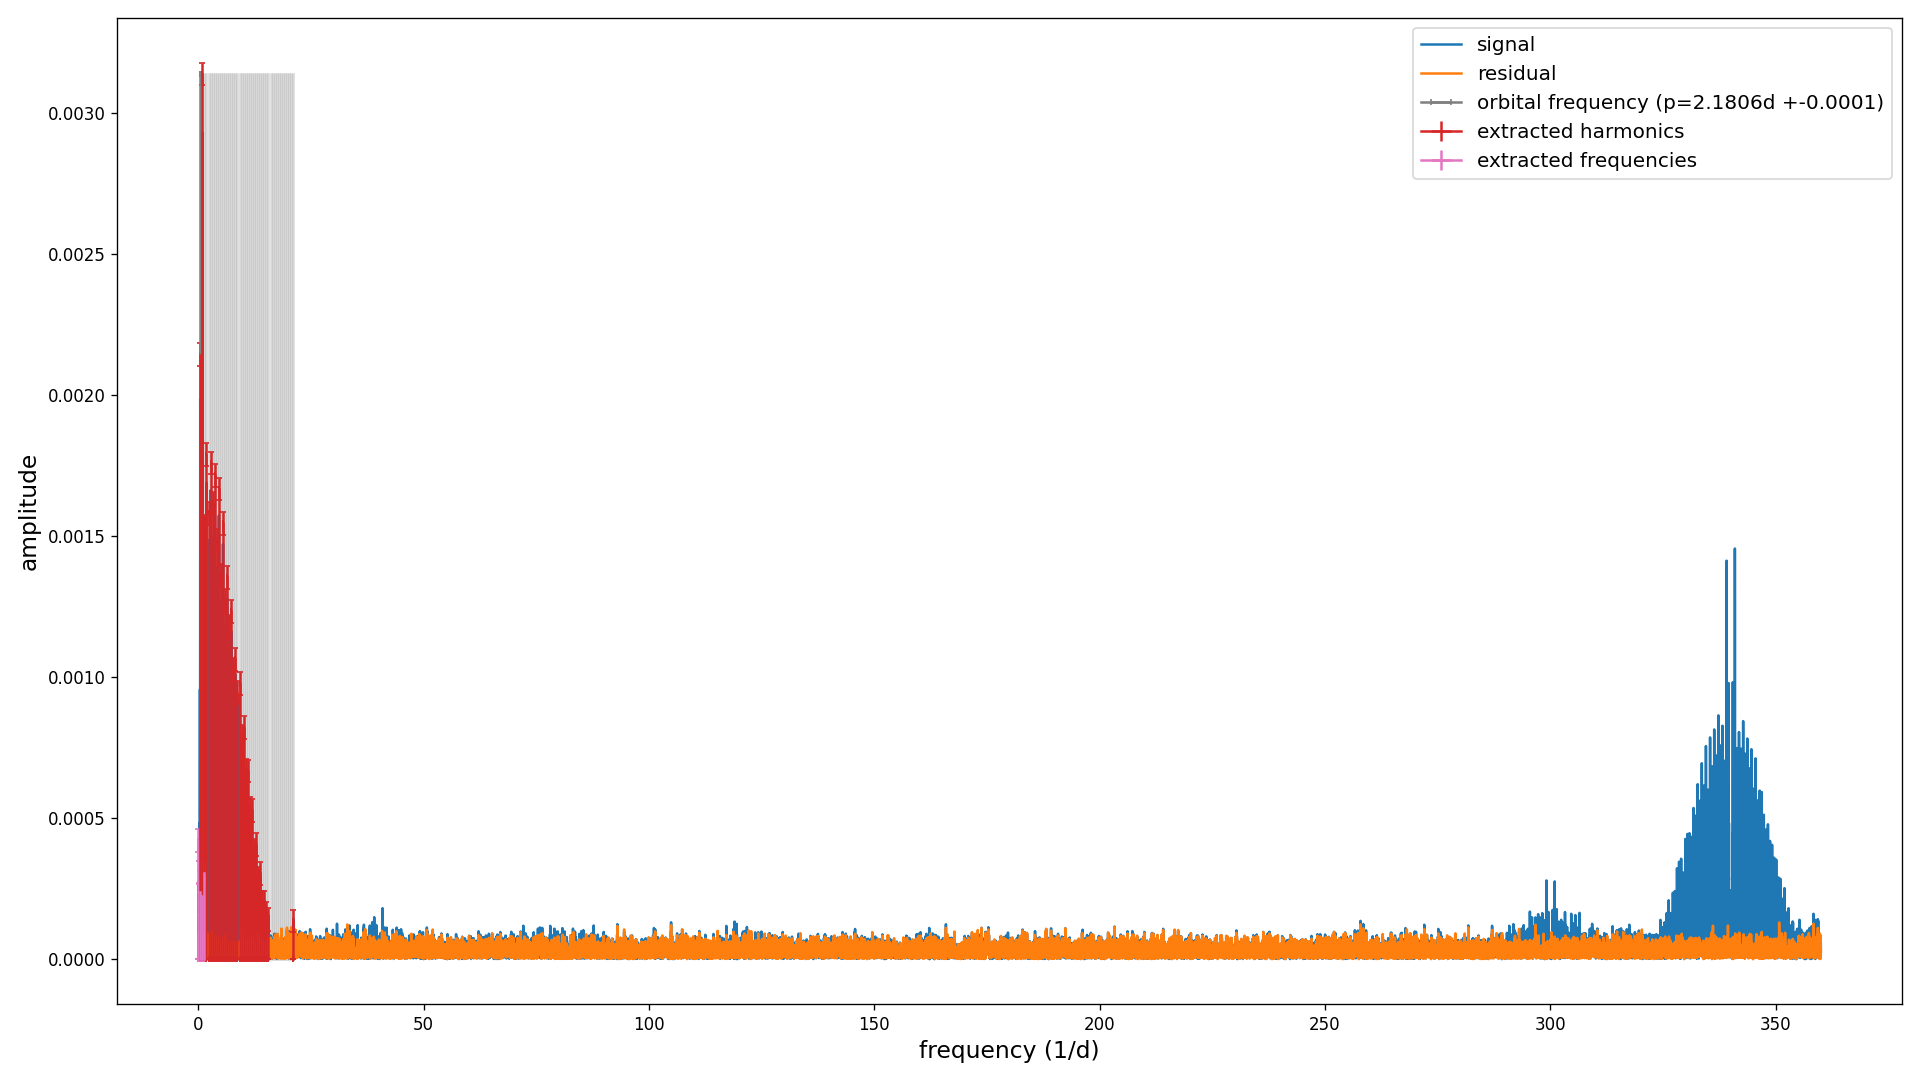 signal
residual
orbital frequency (p=2.1806d +-0.0001)
extracted harmonics
extracted frequencies
amplitude
0.0030
0.0025
0.0020
0.0015
0.0010
0.0005
0.0000
0 50 100 150 200 250 300 350
frequency (1/d)